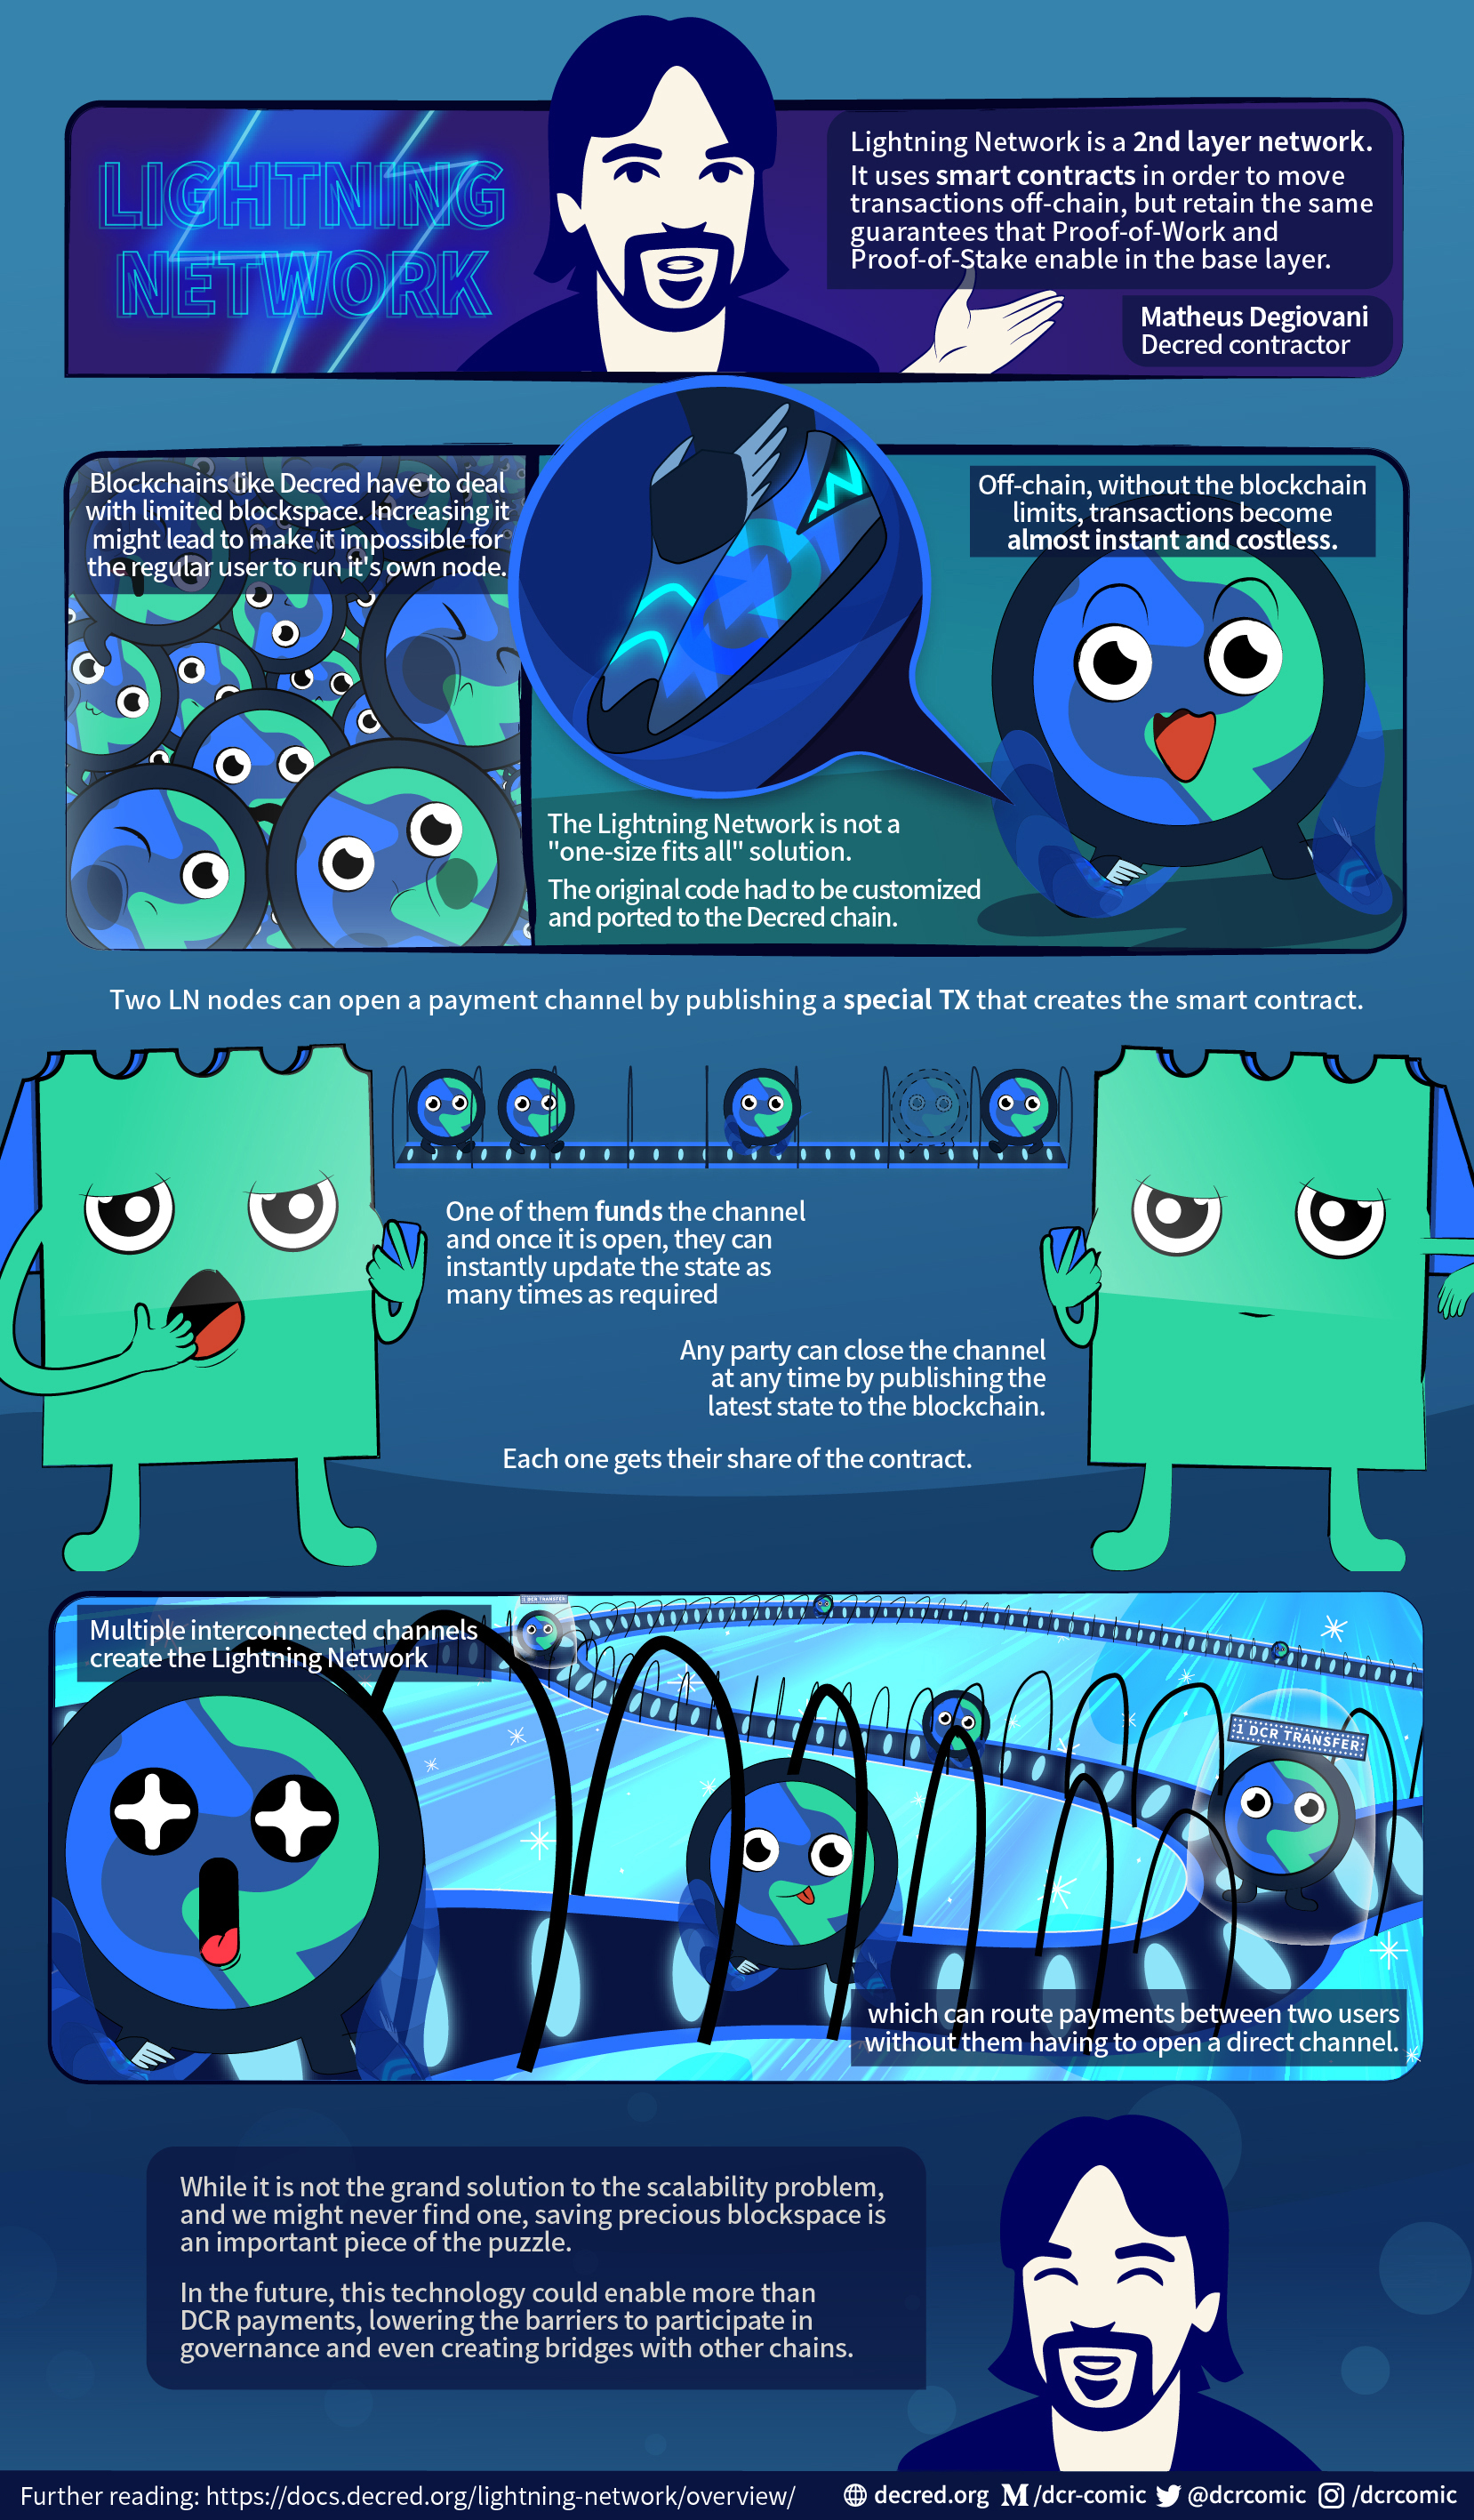 LIGHTNING
NETWORK
Lightning Network is a 2nd layer network.
It uses smart contracts in order to move
transactions off-chain, but retain the same
guarantees that Proof-of-Work and
Proof-of-Stake enable in the base layer.
Matheus Degiovani
Decred contractor
Blockchains like Decred have to deal
with limited blockspace. Increasing it
might lead to make it impossible for
the regular user to run it's own node.
Off-chain, without the blockchain
limits, transactions become
almost instant and costless.
The Lightning Network is not a
"one-size fits all" solution.
The original code had to be customized
and ported to the Decred chain.
Two LN nodes can open a payment channel by publishing a special TX that creates the smart contract.
One of them funds the channel
and once it is open, they can
instantly update the state as
many times as required
Any party can close the channel
at any time by publishing the
latest state to the blockchain.
Each one gets their share of the contract.
Multiple interconnected channels
create the Lightning Network
1 DCR TRANSFER
1 DCR TRANSFER
which can route payments between two users
without them having to open a direct channel.
While it is not the grand solution to the scalability problem,
and we might never find one, saving precious blockspace is
an important piece of the puzzle.
In the future, this technology could enable more than
DCR payments, lowering the barriers to participate in
governance and even creating bridges with other chains.
Further reading: https://docs.decred.org/lightning-network/overview/
decred.org /dcr-comic @dcrcomic /dcrcomic